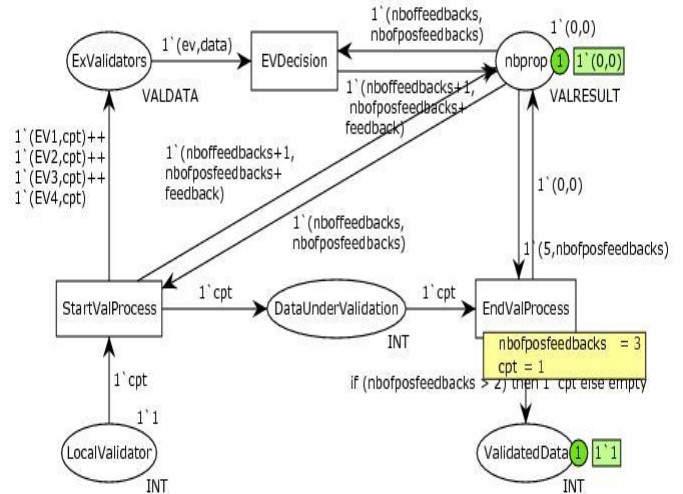 1`(nboffeedbacks,
nbofposfeedbacks)
1`(0,0)
ExValidators
1`(ev,data)
EVDecision
nbprop
1
1`(0,0)
VALDATA
VALRESULT
1`(nboffeedbacks+1,
nbofposfeedbacks+
feedback)
1`(EV1,cpt)++
1`(EV2,cpt)++
1`(EV3,cpt)++
1`(EV4,cpt)
1`(nboffeedbacks+1,
nbofposfeedbacks+
feedback)
1`(0,0)
1`(nboffeedbacks,
nbofposfeedbacks)
1`(5,nbofposfeedbacks)
StartValProcess
1`cpt
DataUnderValidation
1`cpt
EndValProcess
INT
nbofposfeedbacks = 3
cpt = 1
1`cpt
if (nbofposfeedbacks > 2) then 1`cpt else empty
1`1
LocalValidator
INT
ValidatedData
1
1`1
INT